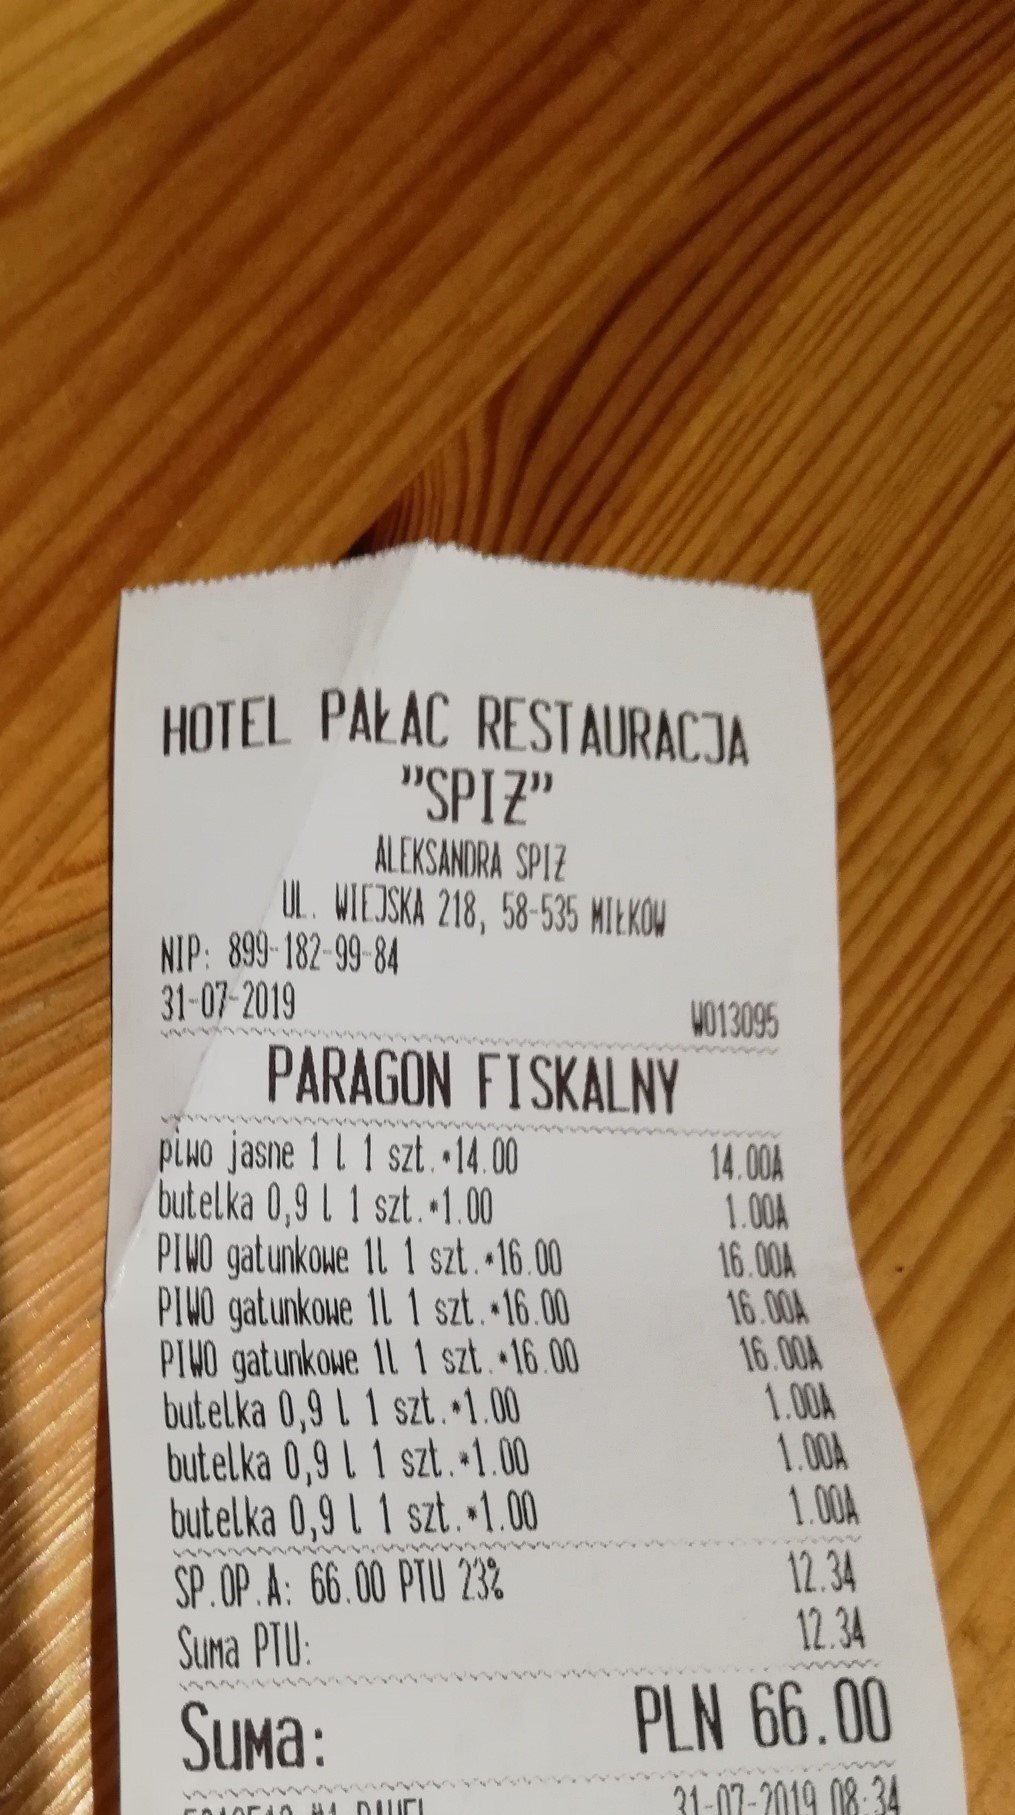 HOTEL PAŁAC RESTAURACJA
"SPIŻ"
ALEKSANDRA SPIŻ
UL. WIEJSKA 218, 58-535 MIŁKÓW
NIP: 899-182-99-84
31-07-2019 W013095
PARAGON FISKALNY
piwo jasne 1 l 1 szt.*14.00 14.00A
butelka 0,9 l 1 szt.*1.00 1.00A
PIWO gatunkowe 1l 1 szt.*16.00 16.00A
PIWO gatunkowe 1l 1 szt.*16.00 16.00A
PIWO gatunkowe 1l 1 szt.*16.00 16.00A
butelka 0,9 l 1 szt.*1.00 1.00A
butelka 0,9 l 1 szt.*1.00 1.00A
butelka 0,9 l 1 szt.*1.00 1.00A
SP.OP.A: 66.00 PTU 23% 12.34
Suma PTU: 12.34
Suma: PLN 66.00
31-07-2019 08:34